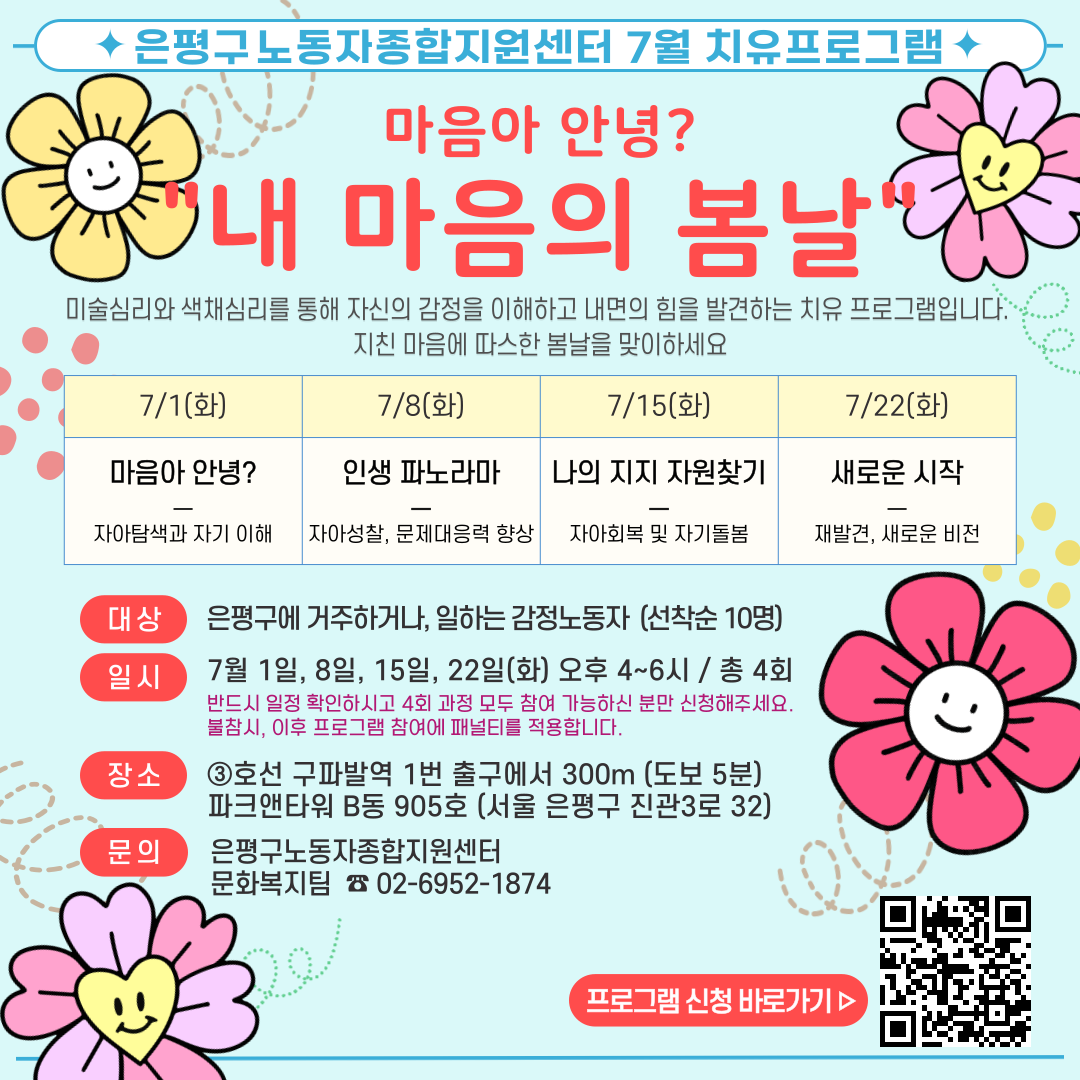 ✦ 은평구노동자종합지원센터 7월 치유프로그램 ✦
마음아 안녕?
"내 마음의 봄날"
미술심리와 색채심리를 통해 자신의 감정을 이해하고 내면의 힘을 발견하는 치유 프로그램입니다.
지친 마음에 따스한 봄날을 맞이하세요
7/1(화) 7/8(화) 7/15(화) 7/22(화)
마음아 안녕? 인생 파노라마 나의 지지 자원찾기 새로운 시작
– – – –
자아탐색과 자기 이해 자아성찰, 문제대응력 향상 자아회복 및 자기돌봄 재발견, 새로운 비전
대상 은평구에 거주하거나, 일하는 감정노동자 (선착순 10명)
일시 7월 1일, 8일, 15일, 22일(화) 오후 4~6시 / 총 4회
반드시 일정 확인하시고 4회 과정 모두 참여 가능하신 분만 신청해주세요.
불참시, 이후 프로그램 참여에 패널티를 적용합니다.
장소 ③호선 구파발역 1번 출구에서 300m (도보 5분)
파크앤타워 B동 905호 (서울 은평구 진관3로 32)
문의 은평구노동자종합지원센터
문화복지팀 ☎ 02-6952-1874
프로그램 신청 바로가기 ▷